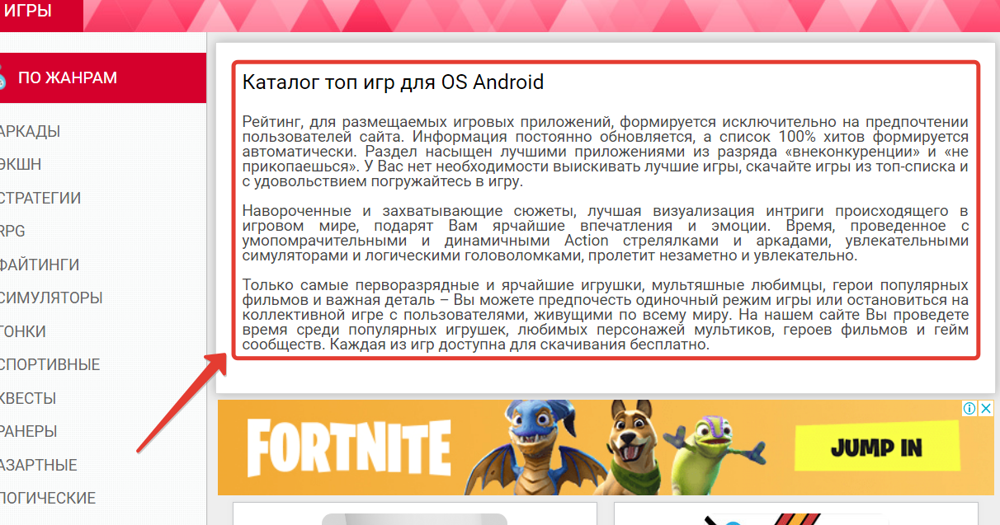 ИГРЫ
ПО ЖАНРАМ
АРКАДЫ
ЭКШН
СТРАТЕГИИ
RPG
ФАЙТИНГИ
СИМУЛЯТОРЫ
ГОНКИ
СПОРТИВНЫЕ
КВЕСТЫ
РАНЕРЫ
АЗАРТНЫЕ
ЛОГИЧЕСКИЕ
Каталог топ игр для OS Android
Рейтинг, для размещаемых игровых приложений, формируется исключительно на предпочтении
пользователей сайта. Информация постоянно обновляется, а список 100% хитов формируется
автоматически. Раздел насыщен лучшими приложениями из разряда «внеконкуренции» и «не
прикопаешься». У Вас нет необходимости выискивать лучшие игры, скачайте игры из топ-списка и
с удовольствием погружайтесь в игру.
Навороченные и захватывающие сюжеты, лучшая визуализация интриги происходящего в
игровом мире, подарят Вам ярчайшие впечатления и эмоции. Время, проведенное с
умопомрачительными и динамичными Action стрелялками и аркадами, увлекательными
симуляторами и логическими головоломками, пролетит незаметно и увлекательно.
Только самые перворазрядные и ярчайшие игрушки, мультяшные любимцы, герои популярных
фильмов и важная деталь – Вы можете предпочесть одиночный режим игры или остановиться на
коллективной игре с пользователями, живущими по всему миру. На нашем сайте Вы проведете
время среди популярных игрушек, любимых персонажей мультиков, героев фильмов и гейм
сообществ. Каждая из игр доступна для скачивания бесплатно.
FORTNITE
JUMP IN